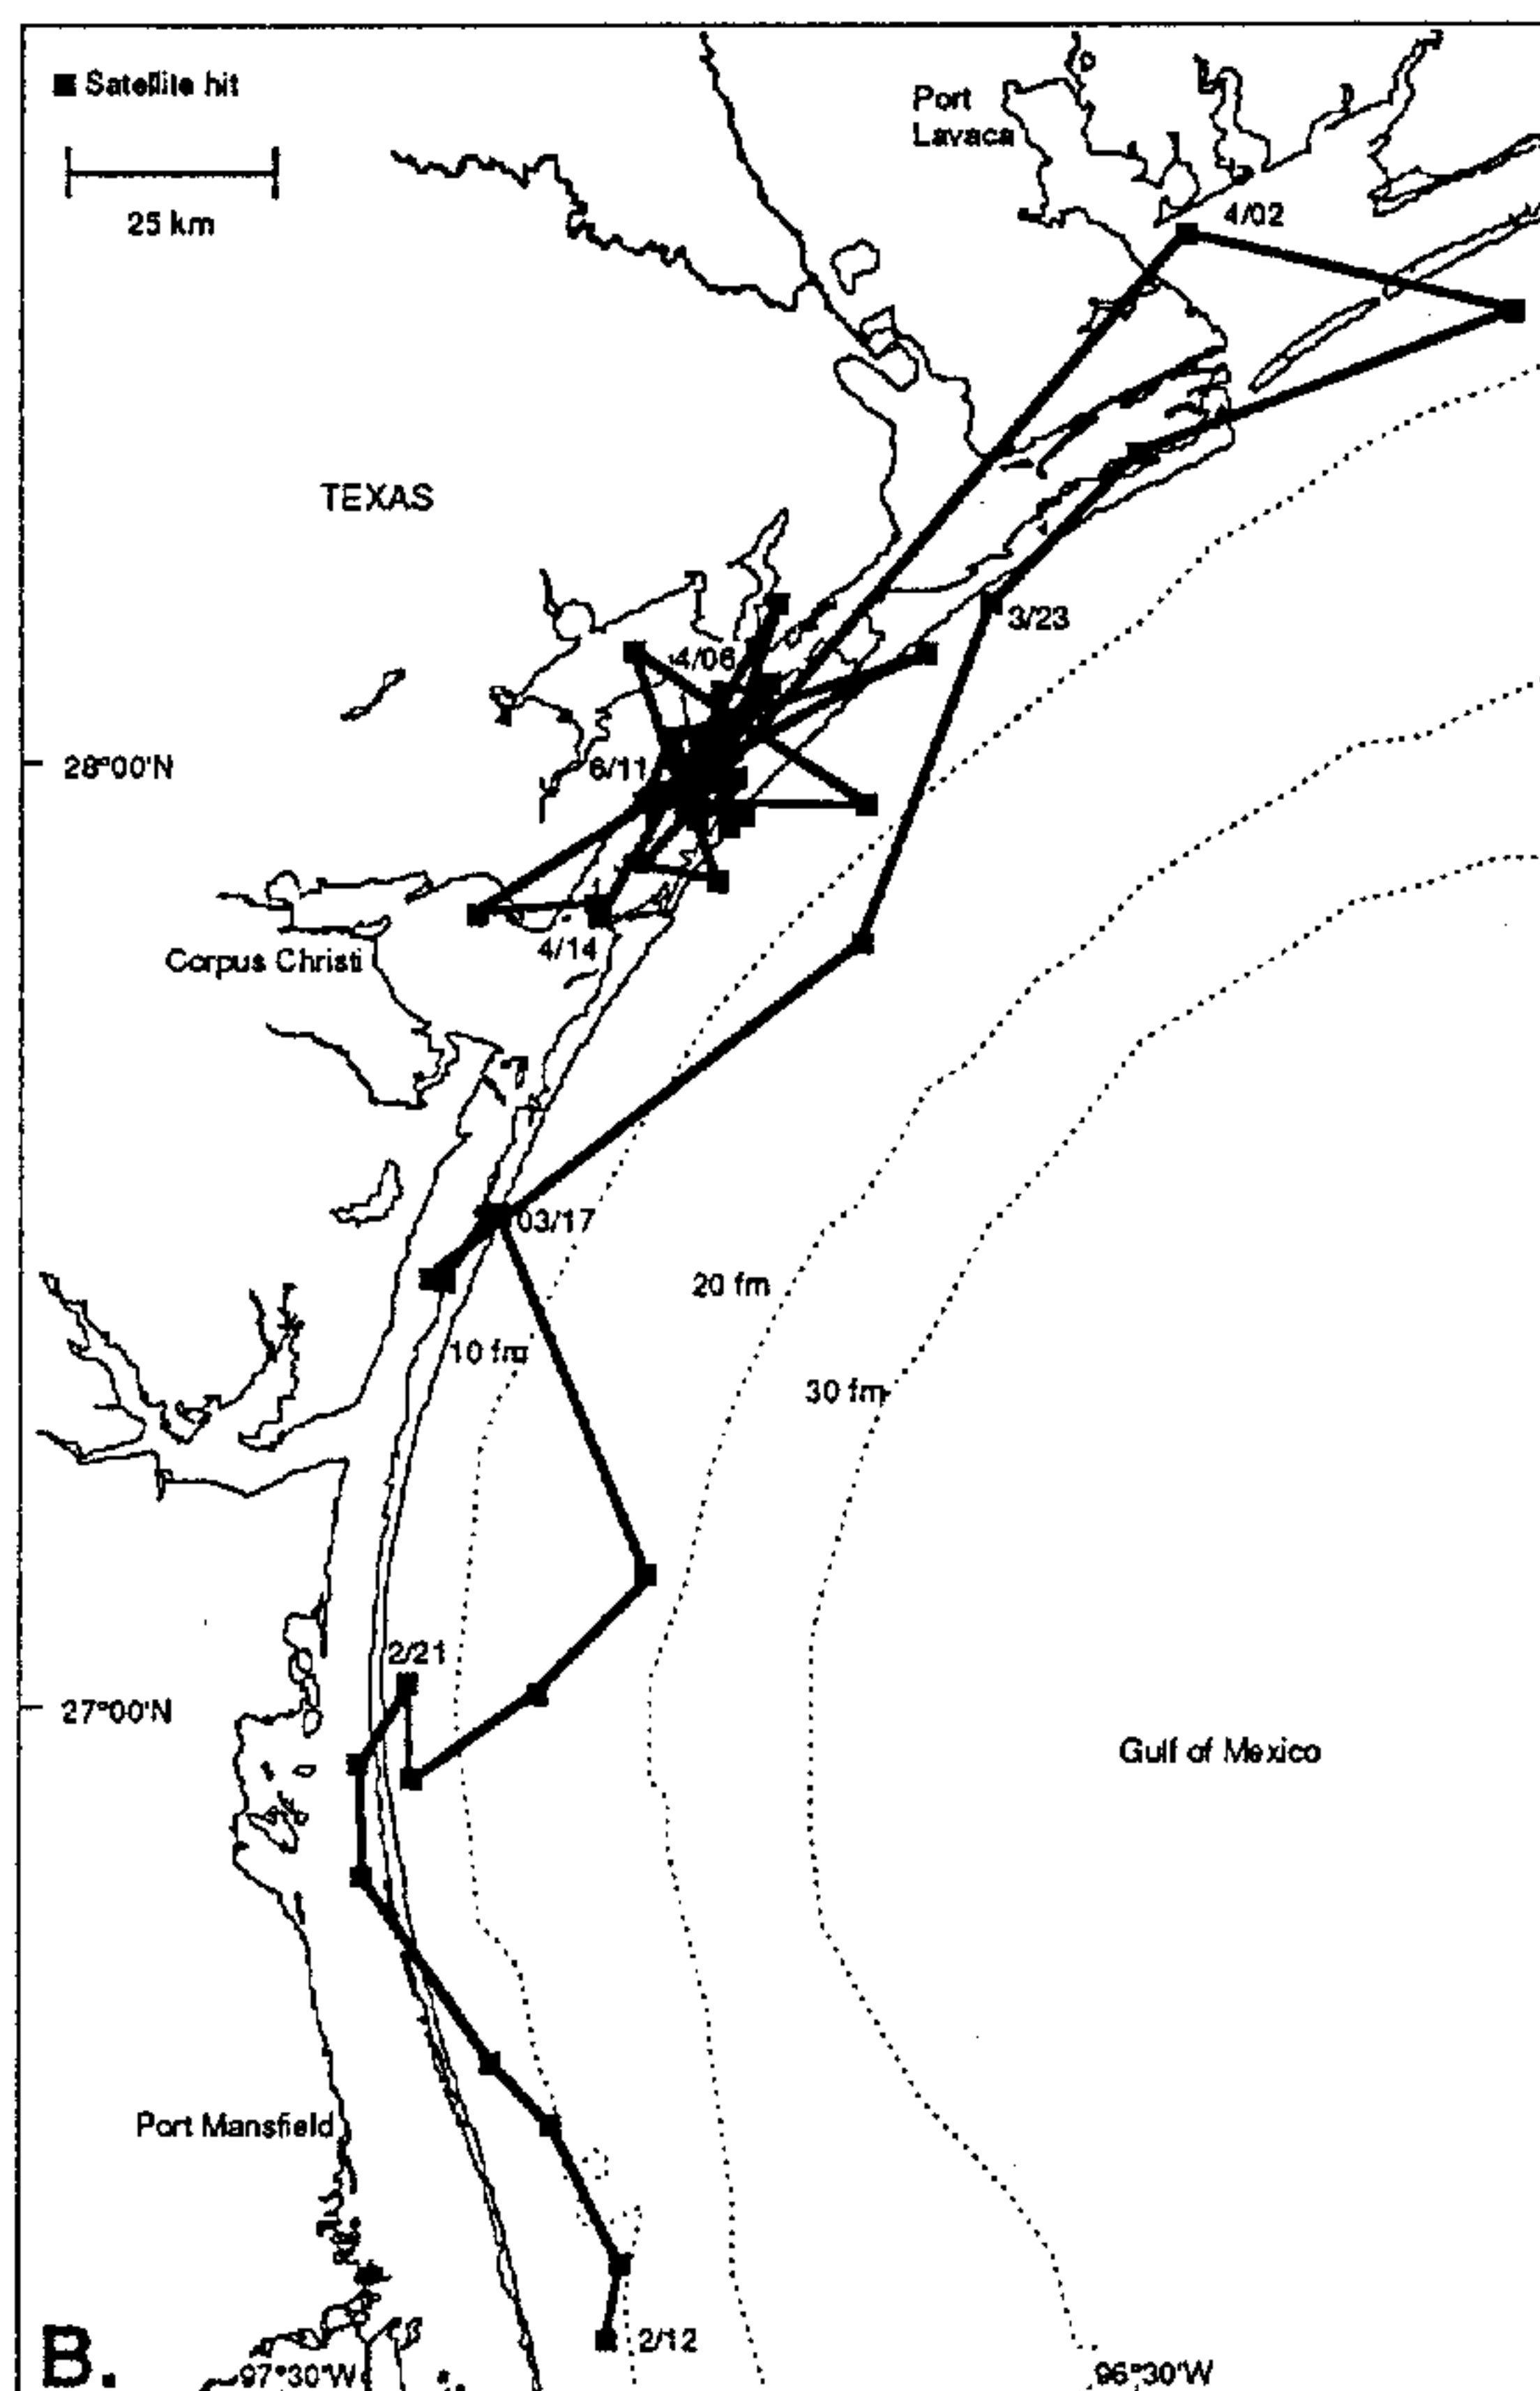 Satellite hit
25 km
Port
Lavaca
4/02
TEXAS
3/23
4/06
28°00'N
6/11
4/14
Corpus Christi
03/17
20 fm
10 fm
30 fm
2/21
27°00'N
Gulf of Mexico
Port Mansfield
2/12
B.
97°30'W
96°30'W